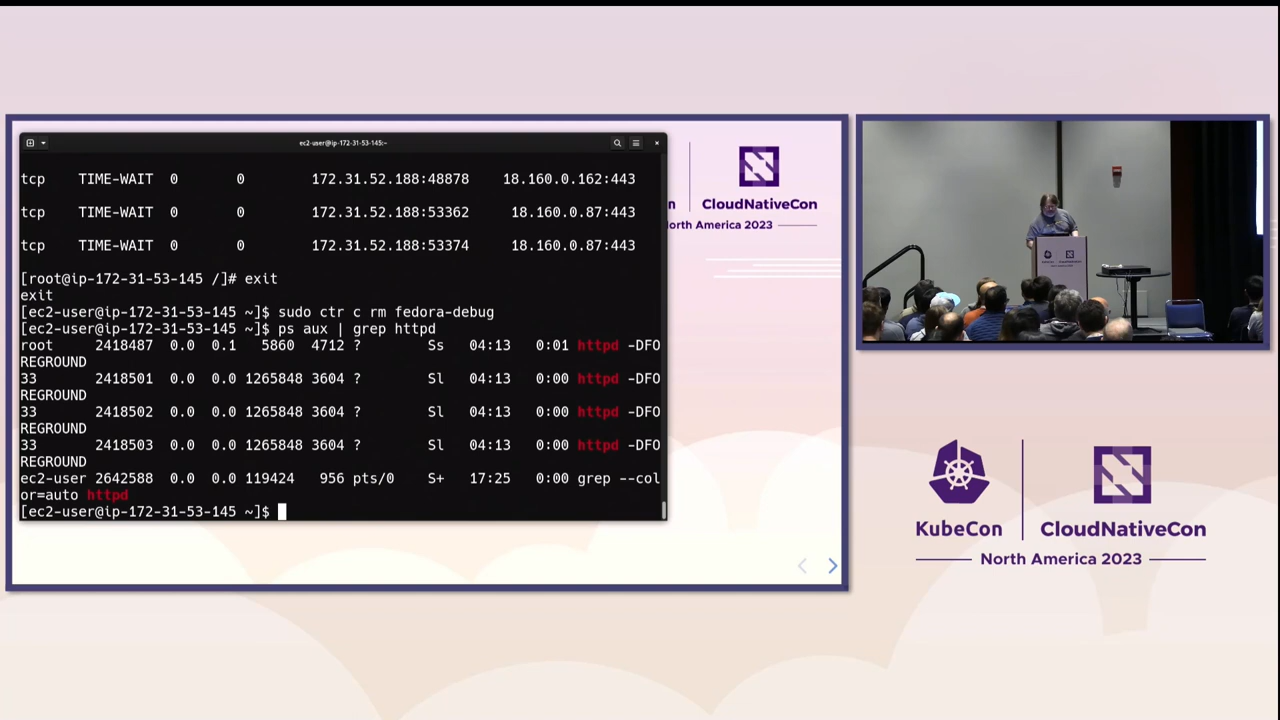 ec2-user@ip-172-31-53-145:~
tcp TIME-WAIT 0 0 172.31.52.188:48878 18.160.0.162:443
tcp TIME-WAIT 0 0 172.31.52.188:53362 18.160.0.87:443
tcp TIME-WAIT 0 0 172.31.52.188:53374 18.160.0.87:443
[root@ip-172-31-53-145 /]# exit
exit
[ec2-user@ip-172-31-53-145 ~]$ sudo ctr c rm fedora-debug
[ec2-user@ip-172-31-53-145 ~]$ ps aux | grep httpd
root 2418487 0.0 0.1 5860 4712 ? Ss 04:13 0:01 httpd -DFO
REGROUND
33 2418501 0.0 0.0 1265848 3604 ? Sl 04:13 0:00 httpd -DFO
REGROUND
33 2418502 0.0 0.0 1265848 3604 ? Sl 04:13 0:00 httpd -DFO
REGROUND
33 2418503 0.0 0.0 1265848 3604 ? Sl 04:13 0:00 httpd -DFO
REGROUND
ec2-user 2642588 0.0 0.0 119424 956 pts/0 S+ 17:25 0:00 grep --col
or=auto httpd
[ec2-user@ip-172-31-53-145 ~]$
n CloudNativeCon
orth America 2023
KubeCon CloudNativeCon
North America 2023